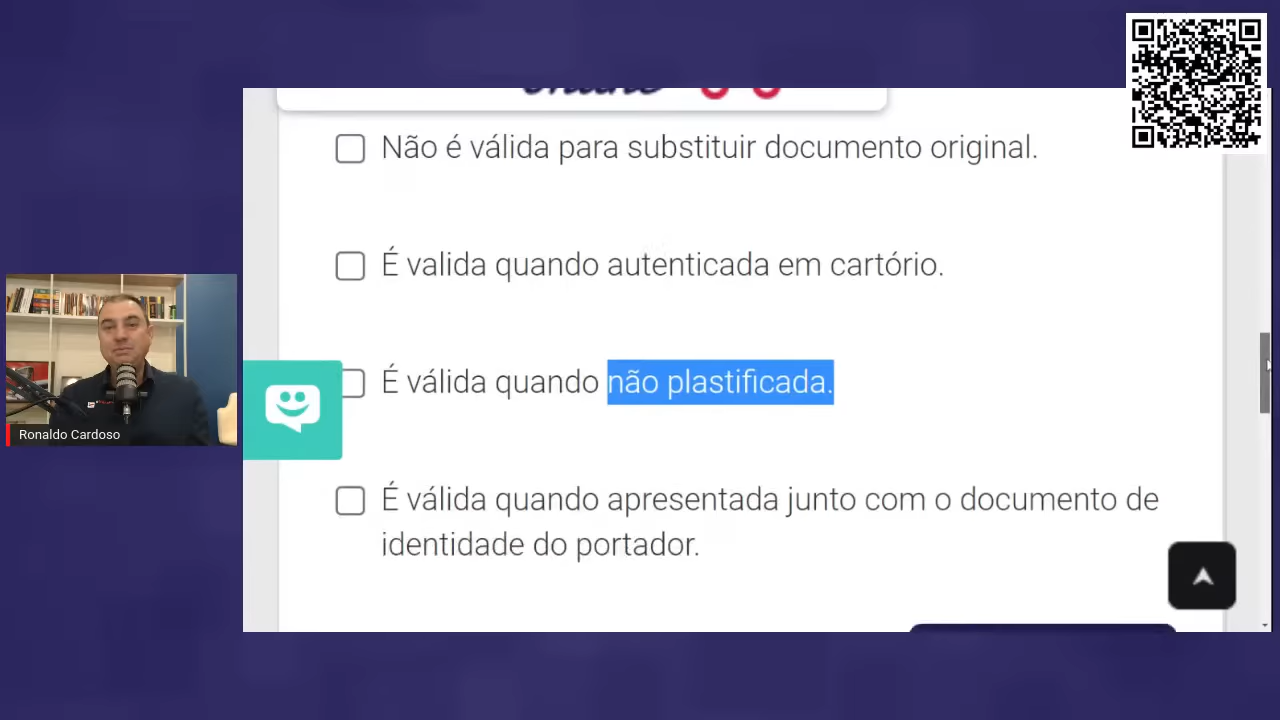 Não é válida para substituir documento original.
É valida quando autenticada em cartório.
É válida quando não plastificada.
É válida quando apresentada junto com o documento de
identidade do portador.
Ronaldo Cardoso